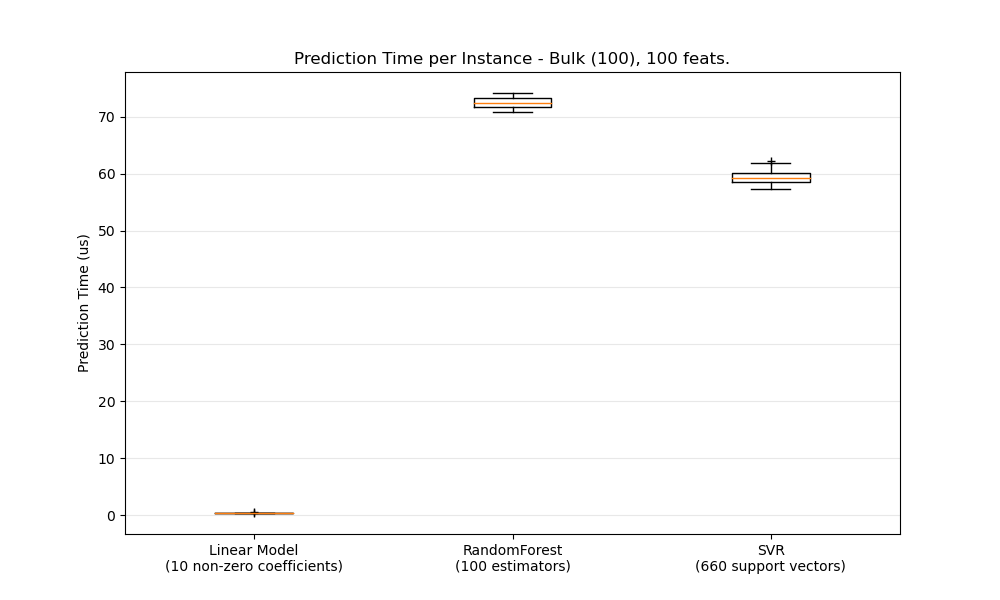 Prediction Time per Instance - Bulk (100), 100 feats.
Prediction Time (us)
70
60
50
40
30
20
10
0
Linear Model
(10 non-zero coefficients)
RandomForest
(100 estimators)
SVR
(660 support vectors)